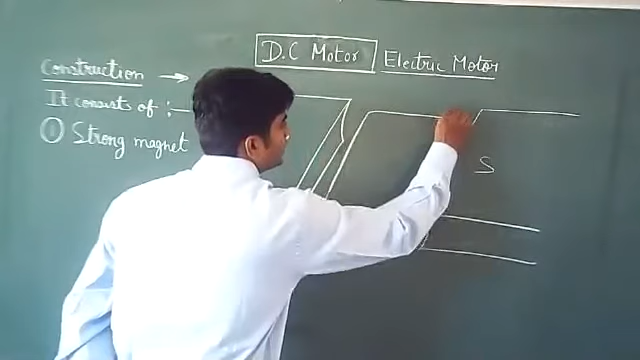 D.C Motor
Electric Motor
Construction →
It consists of :
① Strong magnet
S